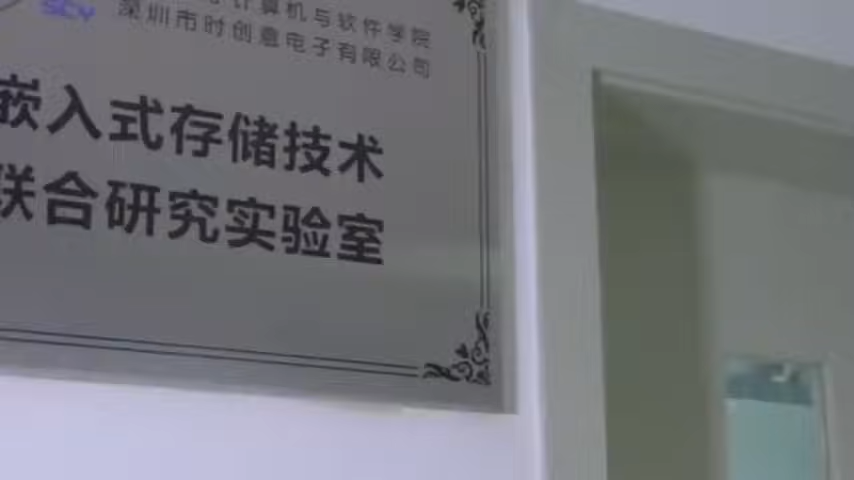 计算机与软件学院
SCY 深圳市时创意电子有限公司
嵌入式存储技术
联合研究实验室